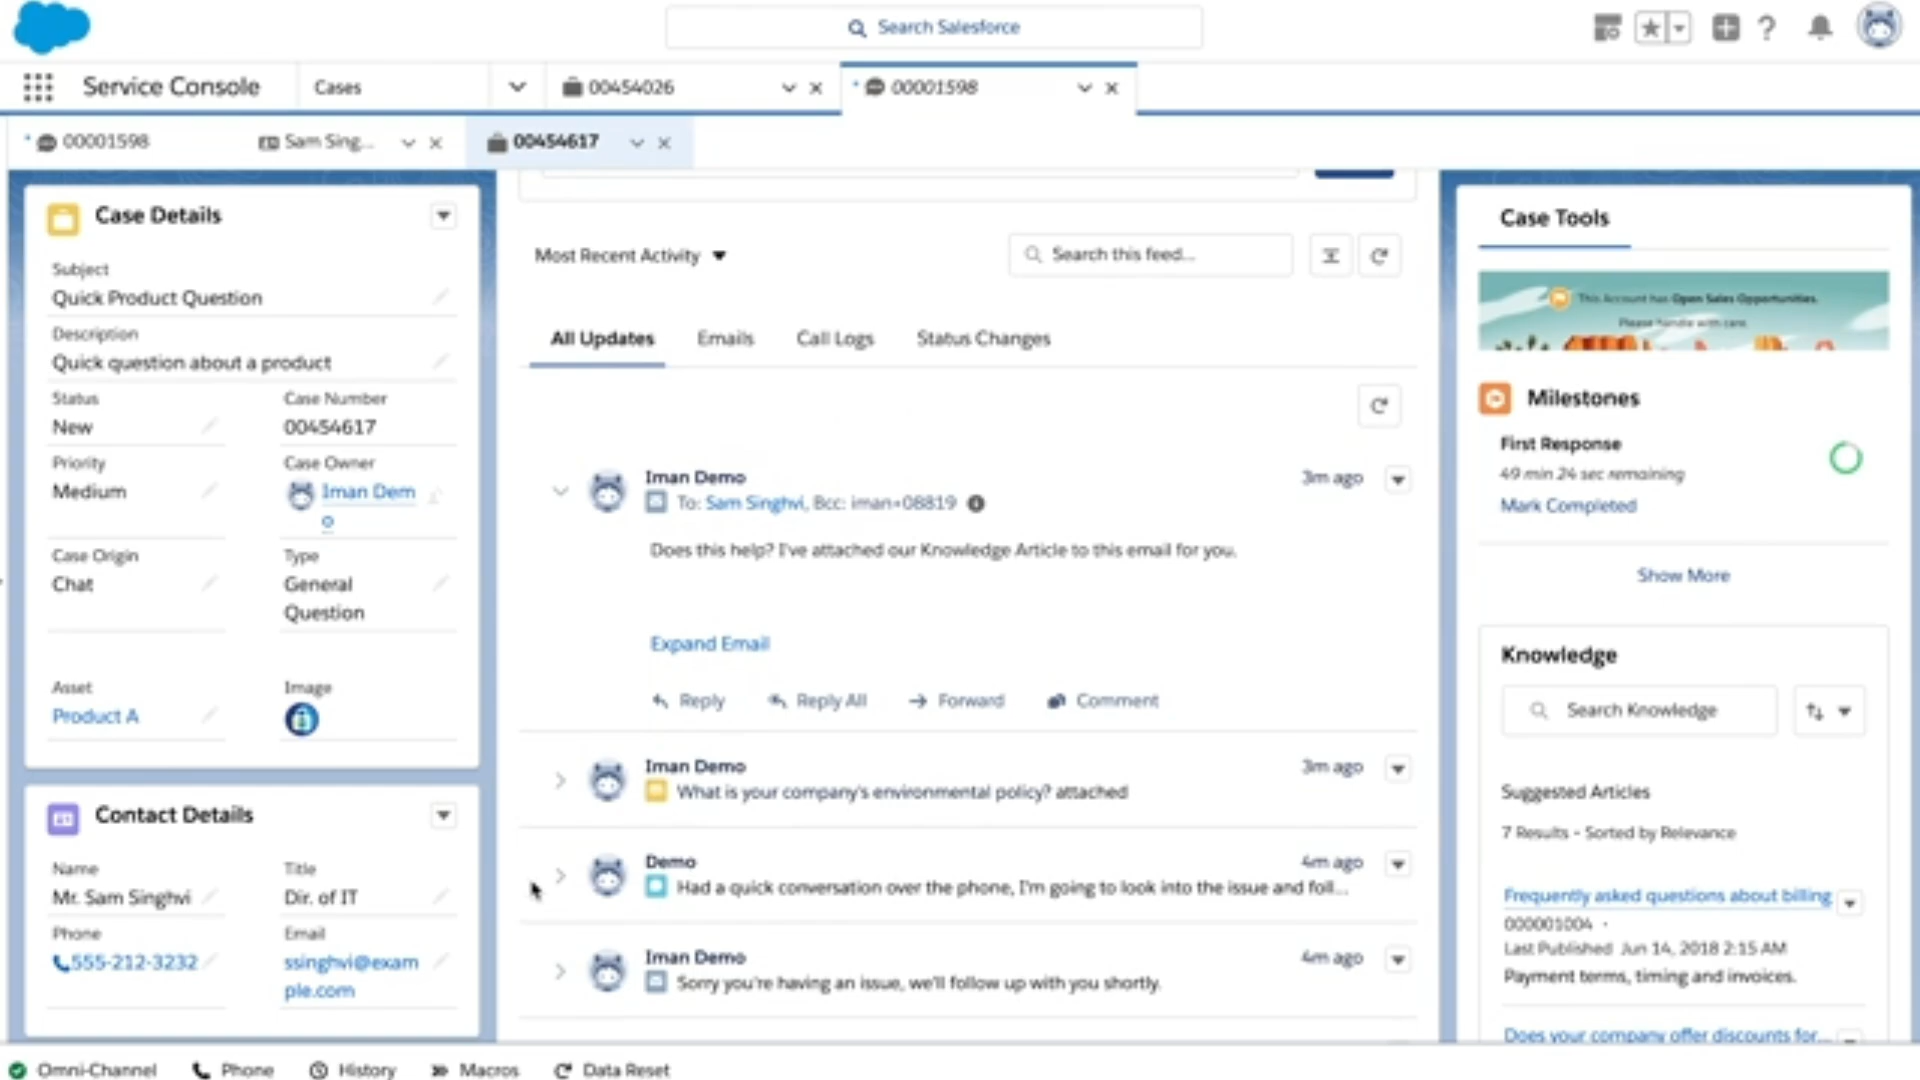 Search Salesforce
Service Console
Cases
00454026
00001598
00001598
Sam Sing...
00454617
Case Details
Subject
Quick Product Question
Description
Quick question about a product
Status
New
Case Number
00454617
Priority
Medium
Case Owner
Iman Dem
o
Case Origin
Chat
Type
General
Question
Asset
Product A
Image
Contact Details
Name
Mr. Sam Singhvi
Title
Dir. of IT
Phone
555-212-3232
Email
ssinghvi@exam
ple.com
Most Recent Activity
Search this feed...
All Updates
Emails
Call Logs
Status Changes
Iman Demo
3m ago
To: Sam Singhvi, Bcc: iman+08819
Does this help? I've attached our Knowledge Article to this email for you.
Expand Email
Reply
Reply All
Forward
Comment
Iman Demo
3m ago
What is your company's environmental policy? attached
Demo
4m ago
Had a quick conversation over the phone, I'm going to look into the issue and foll...
Iman Demo
4m ago
Sorry you're having an issue, we'll follow up with you shortly.
Case Tools
This Account has Open Sales Opportunities.
Please handle with care.
Milestones
First Response
49 min 24 sec remaining
Mark Completed
Show More
Knowledge
Search Knowledge
Suggested Articles
7 Results - Sorted by Relevance
Frequently asked questions about billing
000001004 ·
Last Published Jun 14, 2018 2:15 AM
Payment terms, timing and invoices.
Does your company offer discounts for...
Omni-Channel
Phone
History
Macros
Data Reset